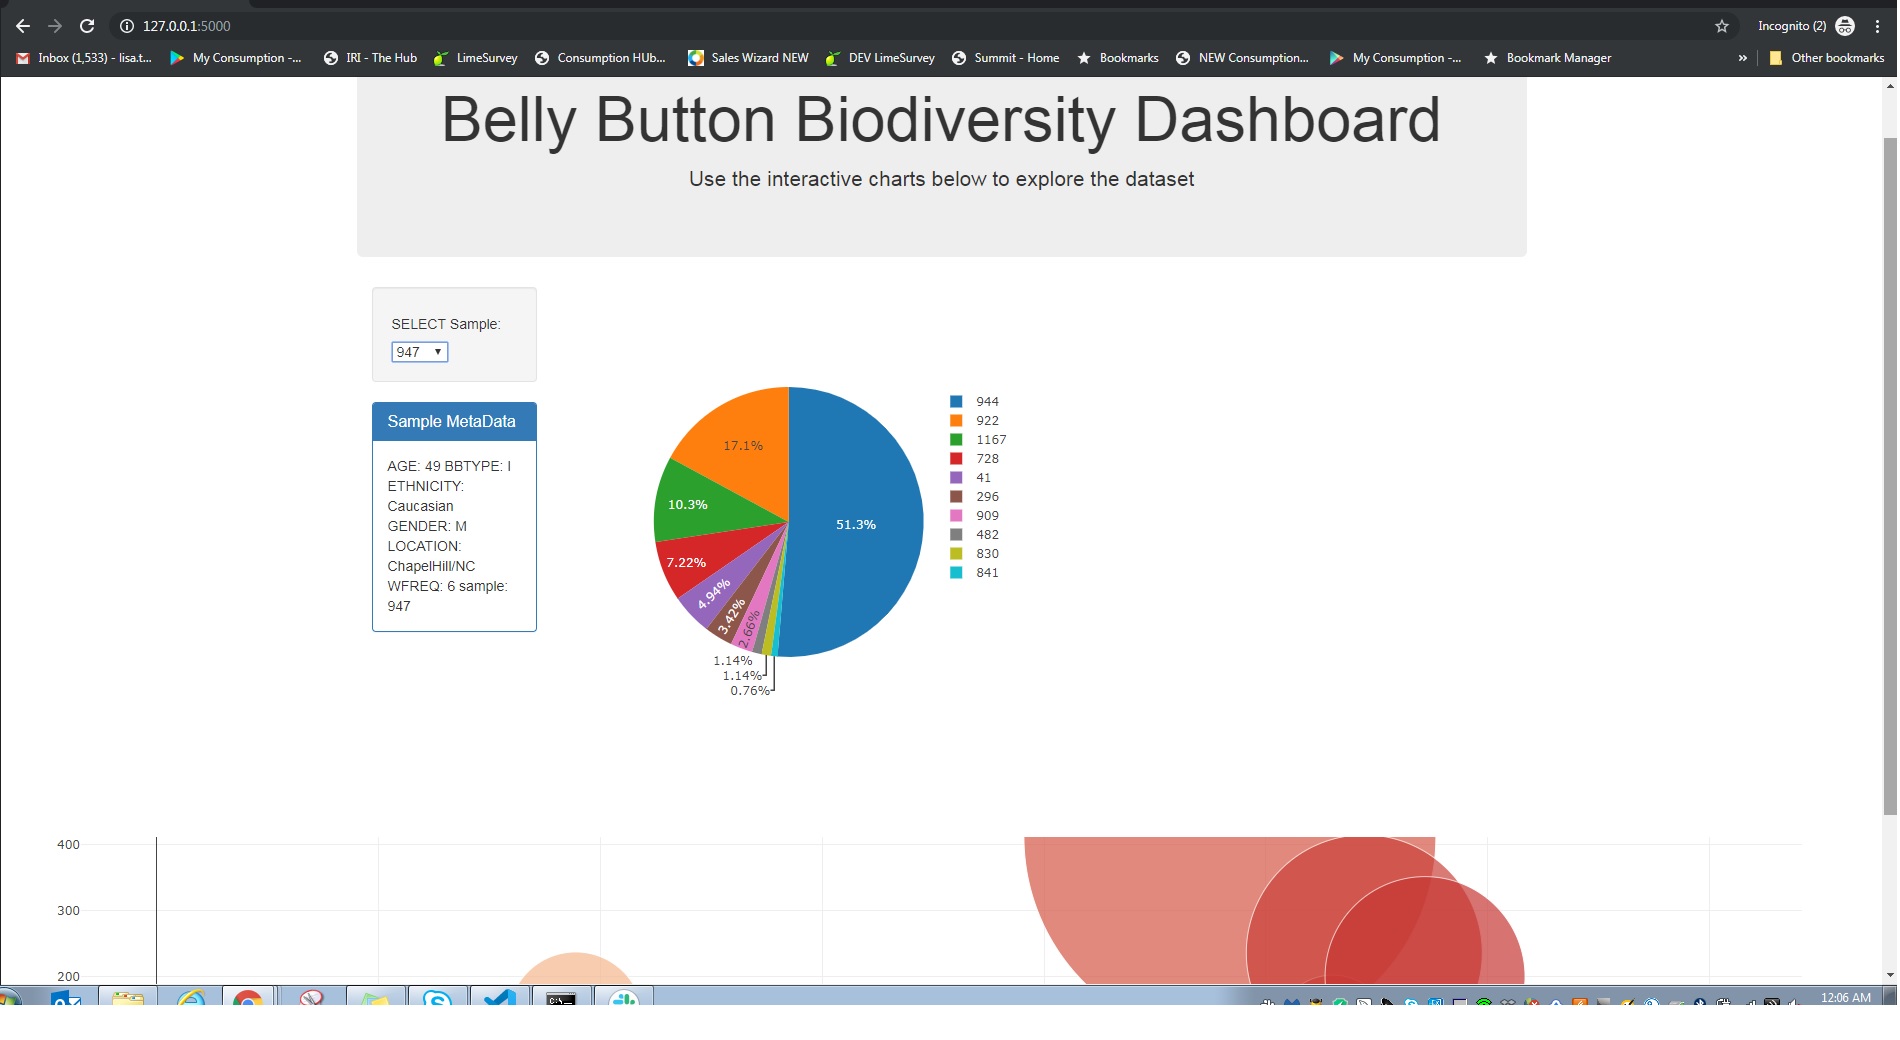 127.0.0.1:5000
Incognito (2)
Inbox (1,533) - lisa.t...
My Consumption -...
IRI - The Hub
LimeSurvey
Consumption HUb...
Sales Wizard NEW
DEV LimeSurvey
Summit - Home
Bookmarks
NEW Consumption...
My Consumption -...
Bookmark Manager
»
Other bookmarks
Belly Button Biodiversity Dashboard
Use the interactive charts below to explore the dataset
SELECT Sample:
947
Sample MetaData
AGE: 49 BBTYPE: I
ETHNICITY:
Caucasian
GENDER: M
LOCATION:
ChapelHill/NC
WFREQ: 6 sample:
947
17.1%
10.3%
7.22%
4.94%
3.42%
2.66%
1.14%
1.14%
0.76%
51.3%
944
922
1167
728
41
296
909
482
830
841
400
300
200
12:06 AM